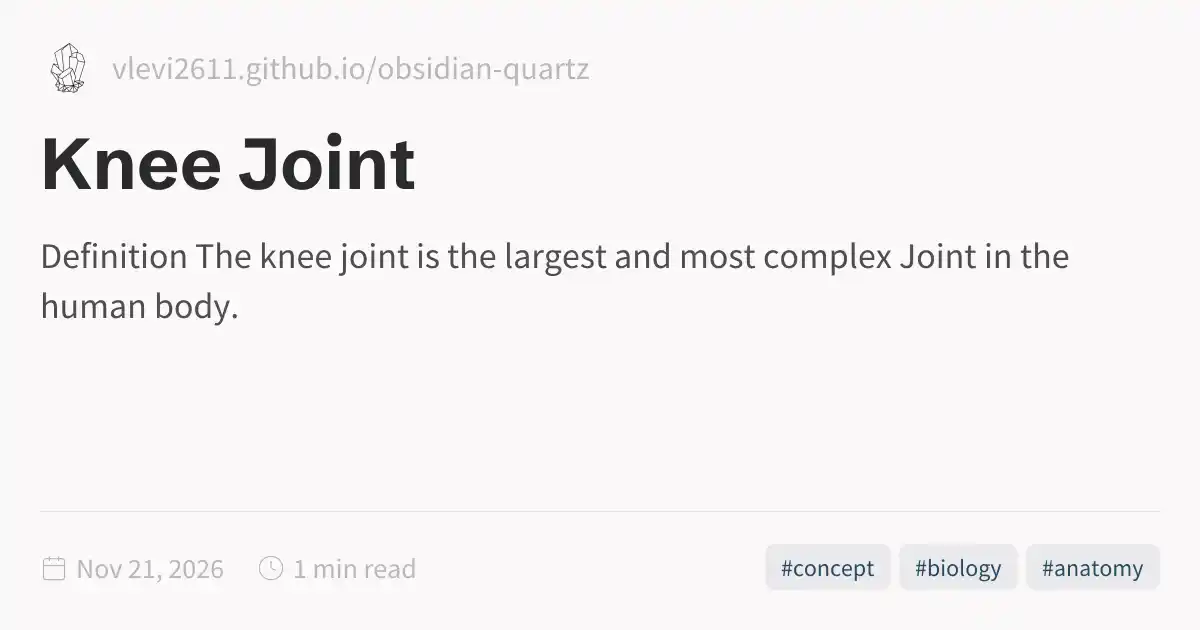 vlevi2611.github.io/obsidian-quartz
Knee Joint
Definition The knee joint is the largest and most complex Joint in the
human body.
Nov 21, 2026 1 min read #concept #biology #anatomy